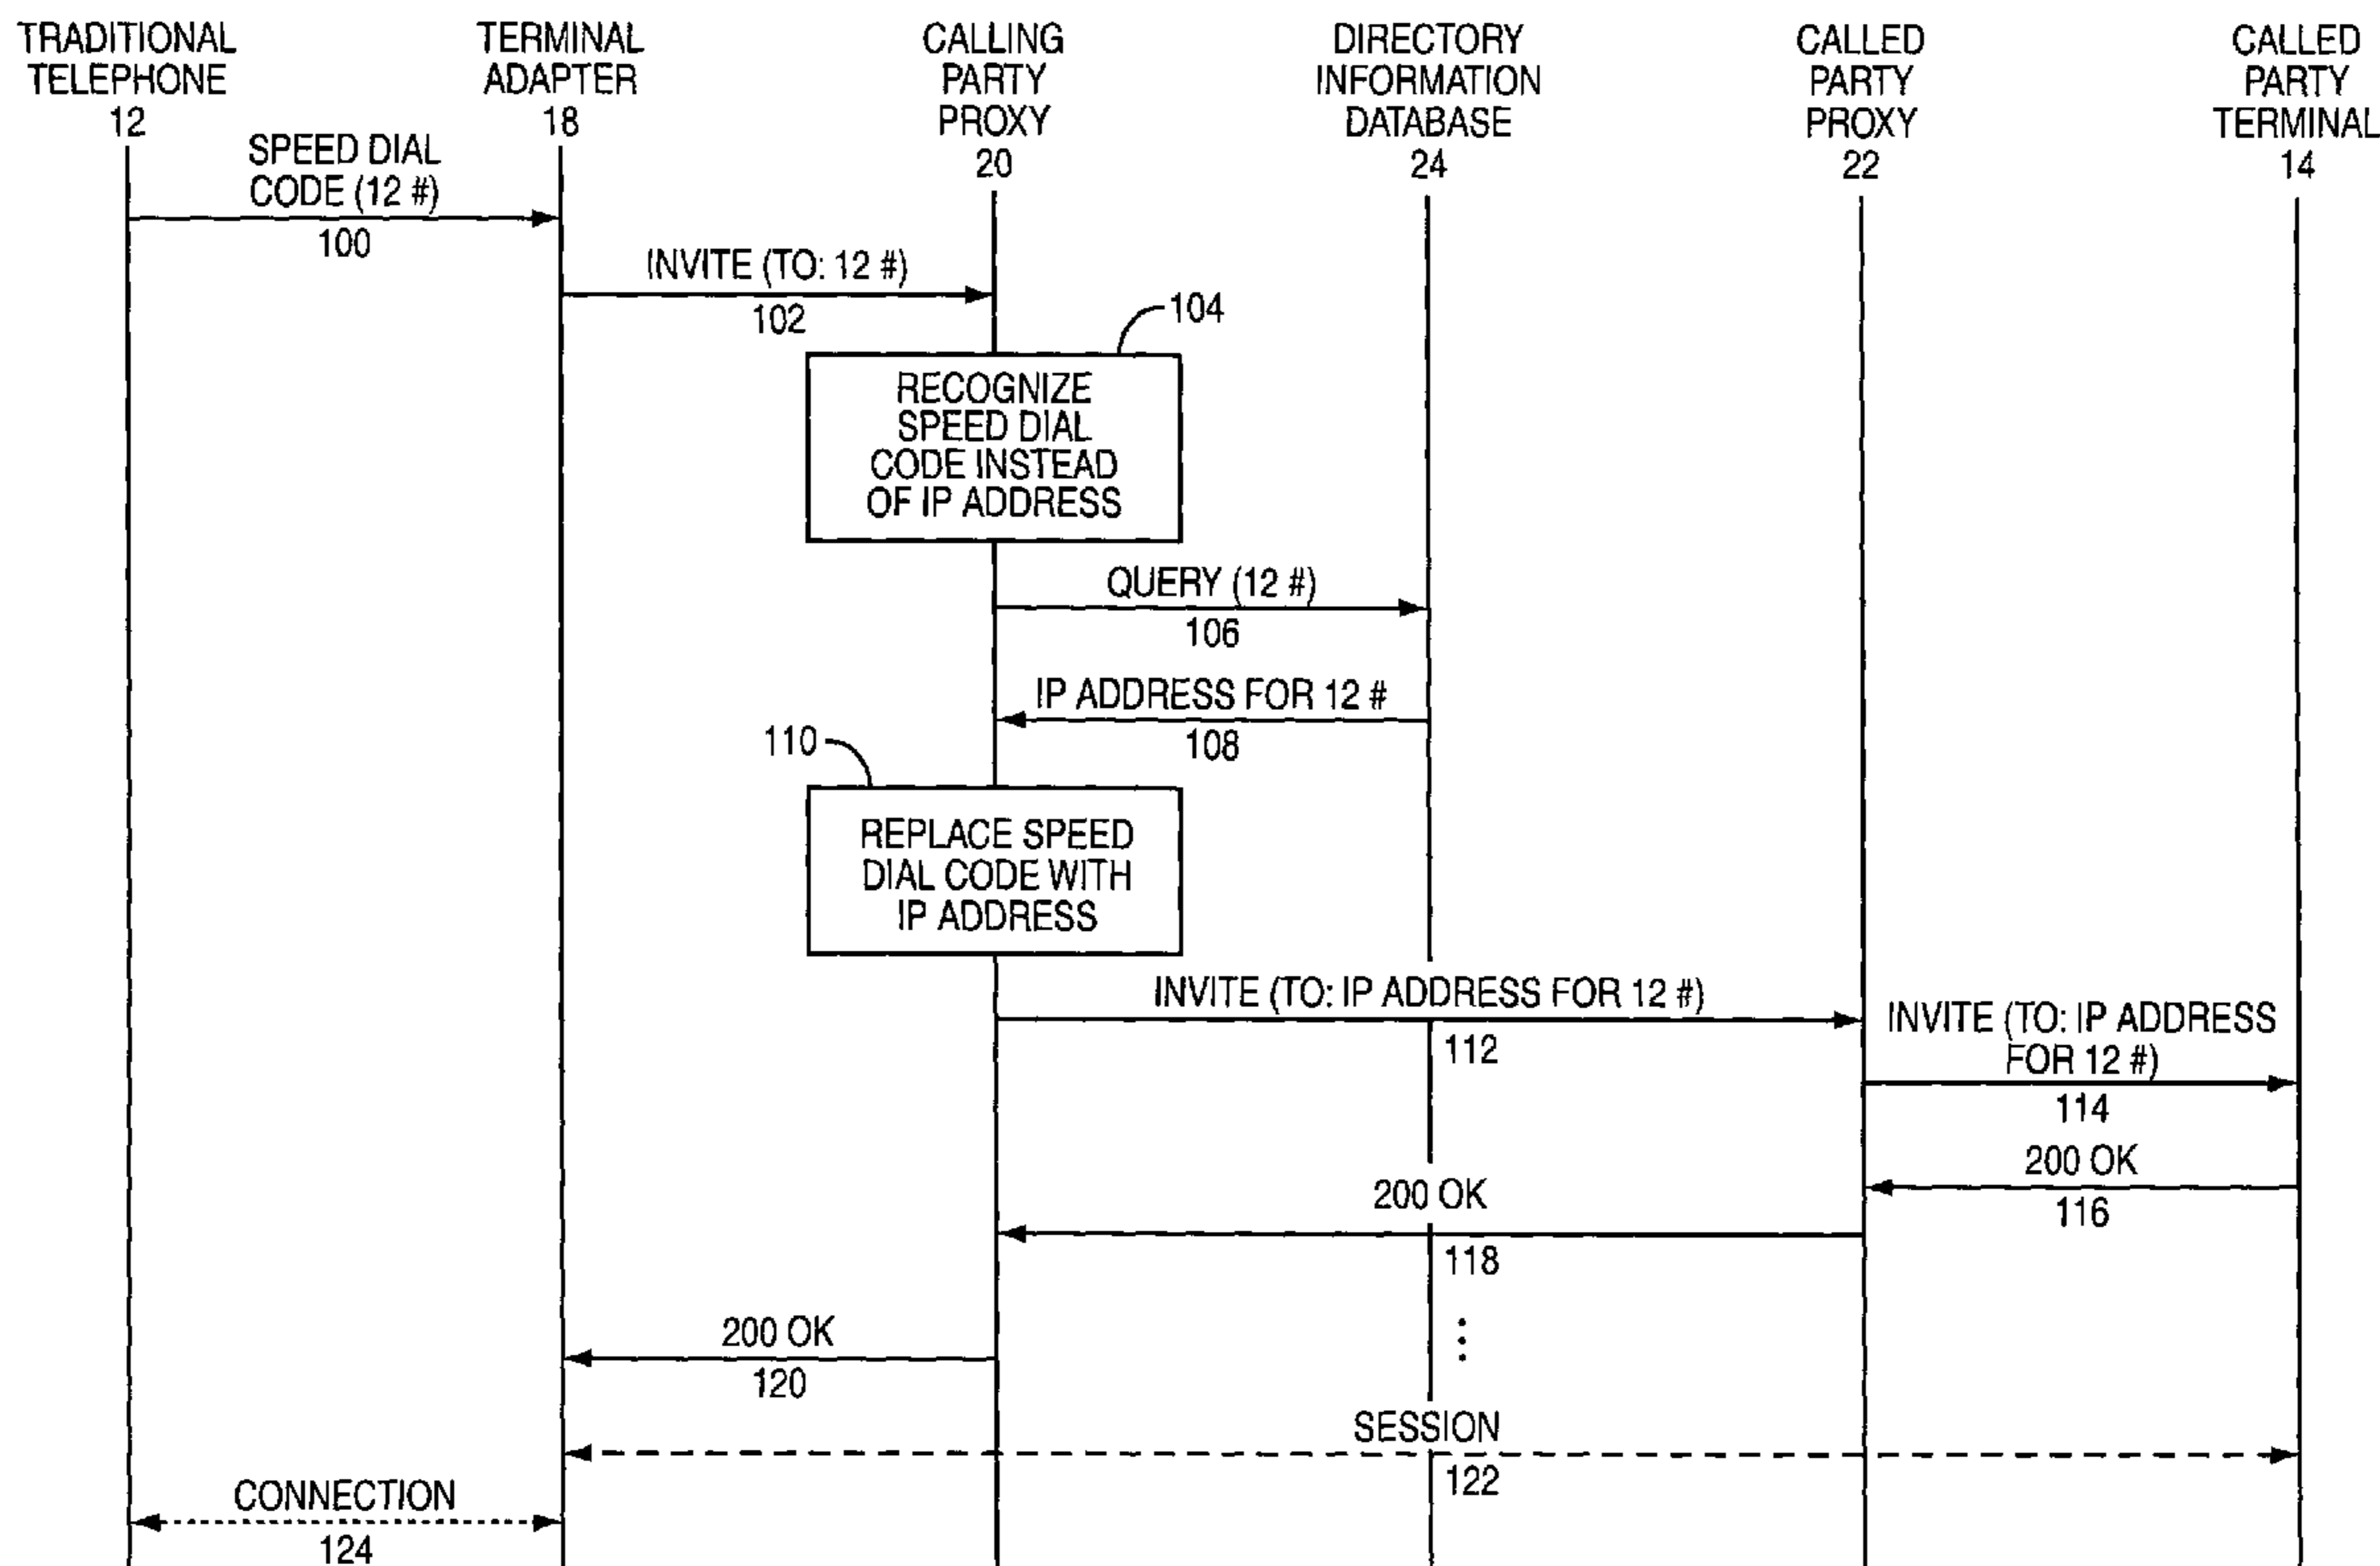 TRADITIONAL
TELEPHONE
12
TERMINAL
ADAPTER
18
CALLING
PARTY
PROXY
20
DIRECTORY
INFORMATION
DATABASE
24
CALLED
PARTY
PROXY
22
CALLED
PARTY
TERMINAL
14
SPEED DIAL
CODE (12 #)
100
INVITE (TO: 12 #)
102
104
RECOGNIZE
SPEED DIAL
CODE INSTEAD
OF IP ADDRESS
QUERY (12 #)
106
IP ADDRESS FOR 12 #
108
110
REPLACE SPEED
DIAL CODE WITH
IP ADDRESS
INVITE (TO: IP ADDRESS FOR 12 #)
112
INVITE (TO: IP ADDRESS
FOR 12 #)
114
200 OK
116
200 OK
118
200 OK
120
SESSION
122
CONNECTION
124